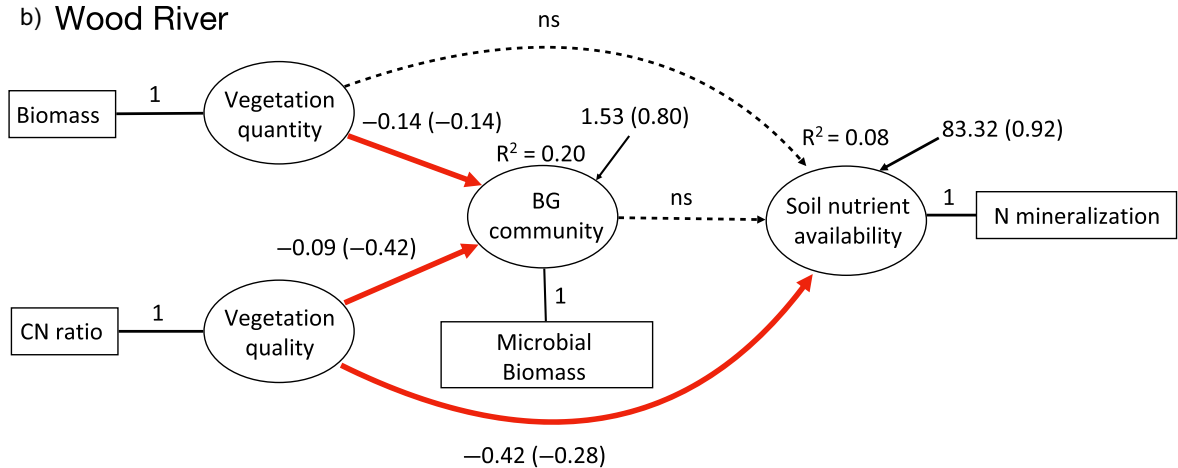 b) Wood River
ns
Biomass
1
Vegetation
quantity
−0.14 (−0.14)
1.53 (0.80)
R² = 0.20
R² = 0.08
83.32 (0.92)
BG
community
ns
Soil nutrient
availability
1
N mineralization
−0.09 (−0.42)
CN ratio
1
Vegetation
quality
1
Microbial
Biomass
−0.42 (−0.28)